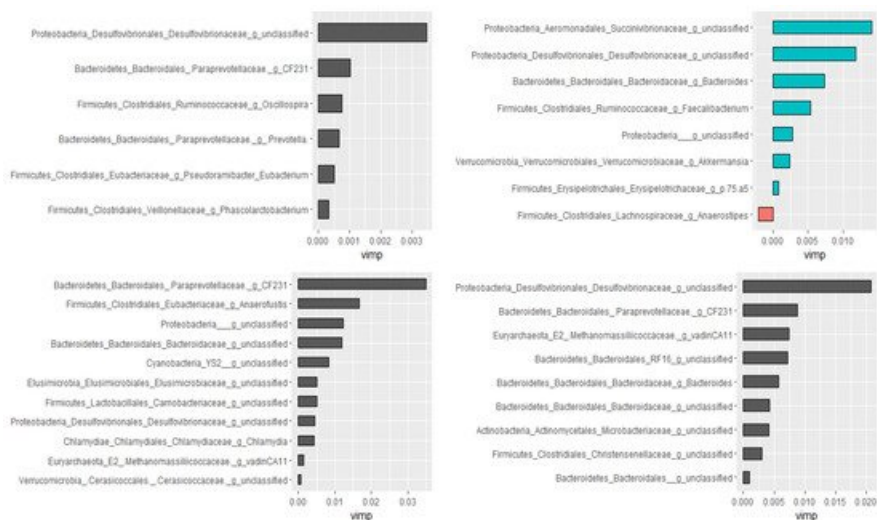 Proteobacteria_Desulfovibrionales_Desulfovibrionaceae_g_unclassified
Bacteroidetes_Bacteroidales_Paraprevotellaceae_g_CF231
Firmicutes_Clostridiales_Ruminococcaceae_g_Oscillospira
Bacteroidetes_Bacteroidales_Paraprevotellaceae_g_Prevotella.
Firmicutes_Clostridiales_Eubacteriaceae_g_Pseudoramibacter_Eubacterium
Firmicutes_Clostridiales_Veillonellaceae_g_Phascolarctobacterium
0.000 0.001 0.002 0.003
vimp
Proteobacteria_Aeromonadales_Succinivibrionaceae_g_unclassified
Proteobacteria_Desulfovibrionales_Desulfovibrionaceae_g_unclassified
Bacteroidetes_Bacteroidales_Bacteroidaceae_g_Bacteroides
Firmicutes_Clostridiales_Ruminococcaceae_g_Faecalibacterium
Proteobacteria___g_unclassified
Verrucomicrobia_Verrucomicrobiales_Verrucomicrobiaceae_g_Akkermansia
Firmicutes_Erysipelotrichales_Erysipelotrichaceae_g_p.75.a5
Firmicutes_Clostridiales_Lachnospiraceae_g_Anaerostipes
0.000 0.005 0.010
vimp
Bacteroidetes_Bacteroidales_Paraprevotellaceae_g_CF231
Firmicutes_Clostridiales_Eubacteriaceae_g_Anaerofustis
Proteobacteria___g_unclassified
Bacteroidetes_Bacteroidales_Bacteroidaceae_g_unclassified
Cyanobacteria_YS2__g_unclassified
Elusimicrobia_Elusimicrobiales_Elusimicrobiaceae_g_unclassified
Firmicutes_Lactobacillales_Carnobacteriaceae_g_unclassified
Proteobacteria_Desulfovibrionales_Desulfovibrionaceae_g_unclassified
Chlamydiae_Chlamydiales_Chlamydiaceae_g_Chlamydia
Euryarchaeota_E2_Methanomassiliicoccaceae_g_vadinCA11
Verrucomicrobia_Cerasicoccales_Cerasicoccaceae_g_unclassified
0.00 0.01 0.02 0.03
vimp
Proteobacteria_Desulfovibrionales_Desulfovibrionaceae_g_unclassified
Bacteroidetes_Bacteroidales_Paraprevotellaceae_g_CF231
Euryarchaeota_E2_Methanomassiliicoccaceae_g_vadinCA11
Bacteroidetes_Bacteroidales_RF16_g_unclassified
Bacteroidetes_Bacteroidales_Bacteroidaceae_g_Bacteroides
Bacteroidetes_Bacteroidales_Bacteroidaceae_g_unclassified
Actinobacteria_Actinomycetales_Microbacteriaceae_g_unclassified
Firmicutes_Clostridiales_Christensenellaceae_g_unclassified
Bacteroidetes_Bacteroidales__g_unclassified
0.000 0.005 0.010 0.015 0.020
vimp